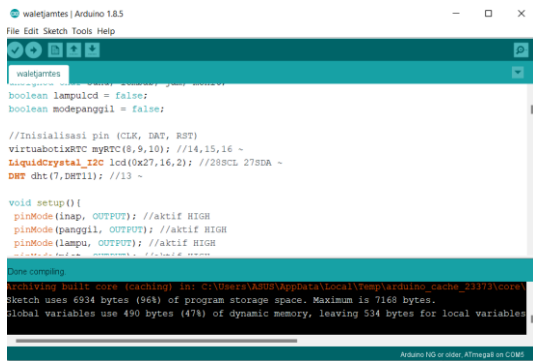 waletjamtes | Arduino 1.8.5
File Edit Sketch Tools Help
waletjamtes
boolean lampulcd = false;
boolean modepanggil = false;
//Inisialisasi pin (CLK, DAT, RST)
virtuabotixRTC myRTC(8,9,10); //14,15,16 ~
LiquidCrystal_I2C lcd(0x27,16,2); //28SCL 27SDA ~
DHT dht(7,DHT11); //13 ~
void setup(){
pinMode(inap, OUTPUT); //aktif HIGH
pinMode(panggil, OUTPUT); //aktif HIGH
pinMode(lampu, OUTPUT); //aktif HIGH
Done compiling.
Archiving built core (caching) in: C:\Users\ASUS\AppData\Local\Temp\arduino_cache_23373\core\
Sketch uses 6934 bytes (96%) of program storage space. Maximum is 7168 bytes.
Global variables use 490 bytes (47%) of dynamic memory, leaving 534 bytes for local variables
Arduino NG or older, ATmega8 on COM5